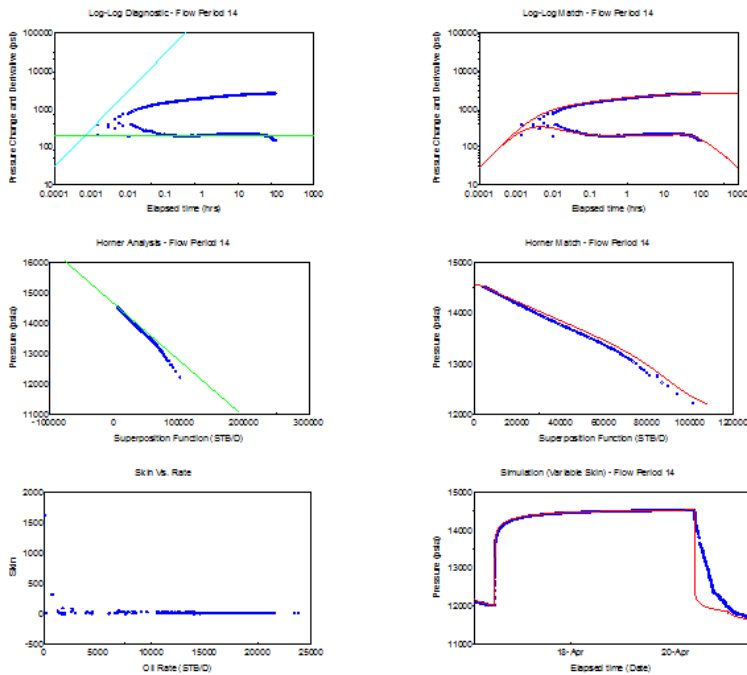 Log-Log Diagnostic - Flow Period 14
Pressure Change and Derivative (psi)
100000
10000
1000
100
10
0.0001 0.001 0.01 0.1 1 10 100 1000
Elapsed time (hrs)
Log-Log Match - Flow Period 14
Pressure Change and Derivative (psi)
100000
10000
1000
100
10
0.0001 0.001 0.01 0.1 1 10 100 1000
Elapsed time (hrs)
Horner Analysis - Flow Period 14
Pressure (psia)
16000
15000
14000
13000
12000
11000
-100000 0 100000 200000 300000
Superposition Function (STB/D)
Horner Match - Flow Period 14
Pressure (psia)
14000
13000
12000
0 20000 40000 60000 80000 100000 120000
Superposition Function (STB/D)
Skin Vs. Rate
Skin
2000
1500
1000
500
0
-500
0 5000 10000 15000 20000 25000
Oil Rate (STB/D)
Simulation (Variable Skin) - Flow Period 14
Pressure (psia)
15000
14000
13000
12000
11000
18-Apr 20-Apr
Elapsed time (Date)